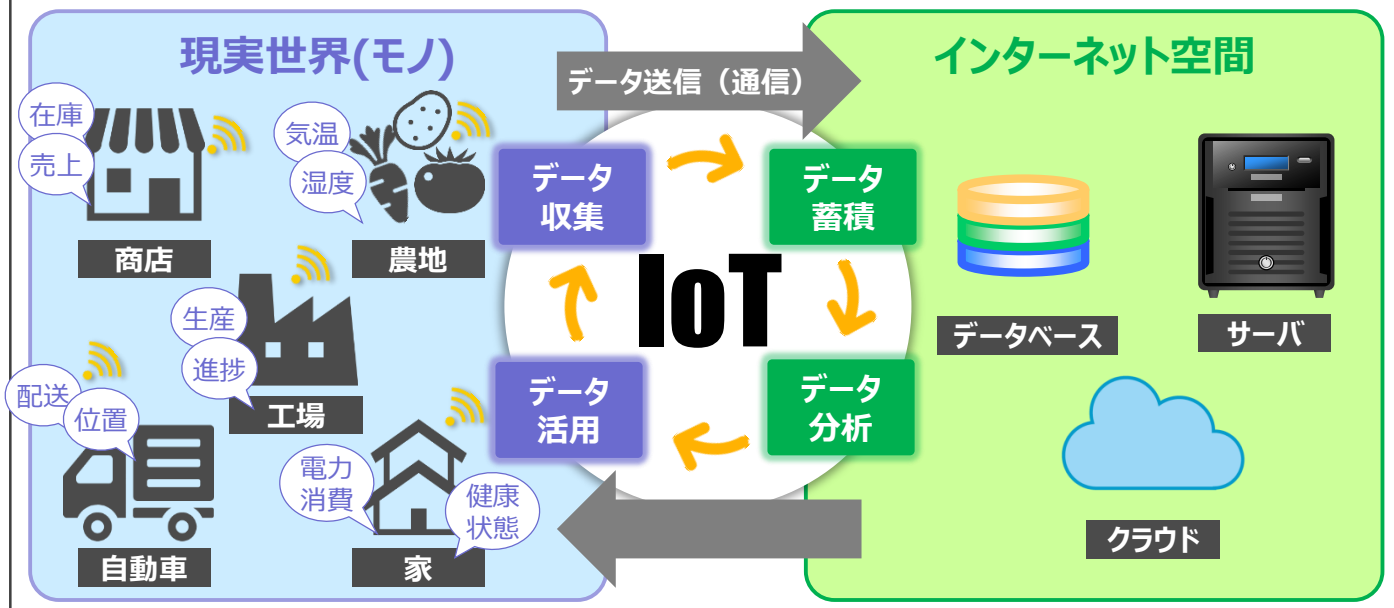 現実世界(モノ)
データ送信（通信）
インターネット空間
在庫
売上
商店
気温
湿度
農地
データ
収集
データ
蓄積
IoT
生産
進捗
工場
データベース
サーバ
配送
位置
自動車
電力
消費
健康
状態
家
データ
活用
データ
分析
クラウド